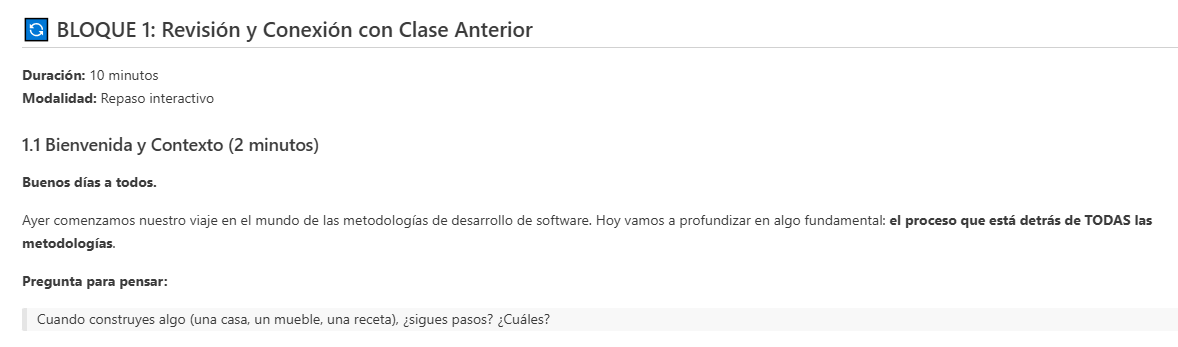 BLOQUE 1: Revisión y Conexión con Clase Anterior
Duración: 10 minutos
Modalidad: Repaso interactivo
1.1 Bienvenida y Contexto (2 minutos)
Buenos días a todos.
Ayer comenzamos nuestro viaje en el mundo de las metodologías de desarrollo de software. Hoy vamos a profundizar en algo fundamental: el proceso que está detrás de TODAS las
metodologías.
Pregunta para pensar:
Cuando construyes algo (una casa, un mueble, una receta), ¿sigues pasos? ¿Cuáles?